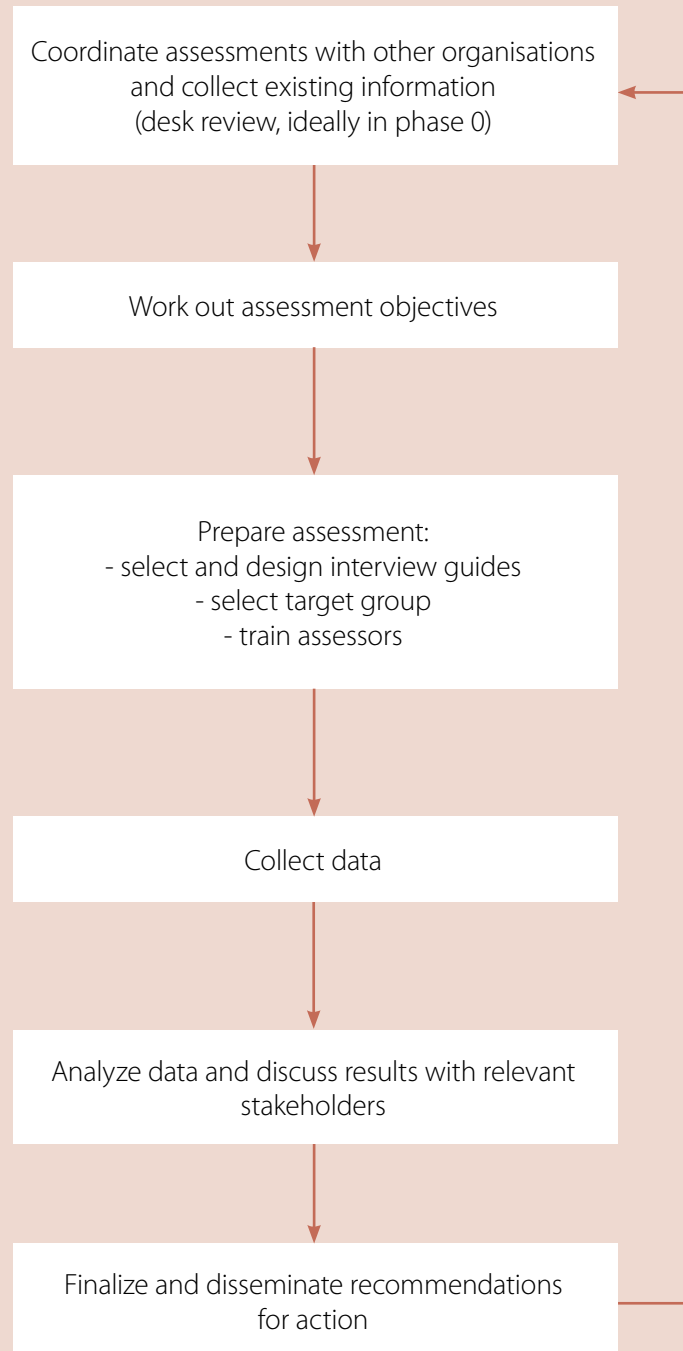 Coordinate assessments with other organisations
and collect existing information
(desk review, ideally in phase 0)
Work out assessment objectives
Prepare assessment:
- select and design interview guides
- select target group
- train assessors
Collect data
Analyze data and discuss results with relevant
stakeholders
Finalize and disseminate recommendations
for action